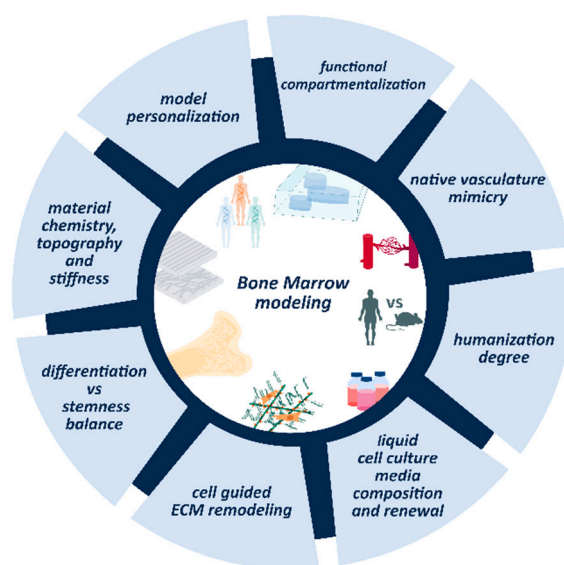 functional
compartmentalization
native vasculature
mimicry
humanization
degree
liquid
cell culture
media
composition
and renewal
cell guided
ECM remodeling
differentiation
vs
stemness
balance
material
chemistry,
topography
and
stiffness
model
personalization
Bone Marrow
modeling
VS